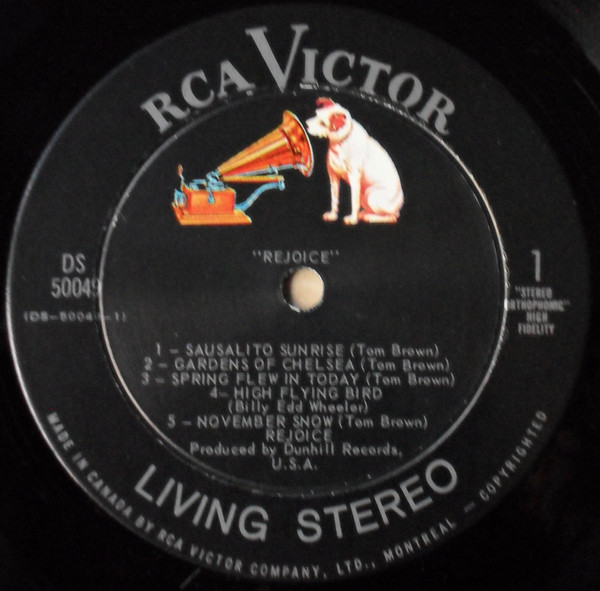 RCA VICTOR
"REJOICE"
DS
50049
(DS-50049-1)
1
"STEREO
ORTHOPHONIC"
HIGH
FIDELITY
1 – SAUSALITO SUNRISE (Tom Brown)
2 – GARDENS OF CHELSEA (Tom Brown)
3 – SPRING FLEW IN TODAY (Tom Brown)
4– HIGH FLYING BIRD
(Billy Edd Wheeler)
5 – NOVEMBER SNOW (Tom Brown)
REJOICE
Produced by Dunhill Records,
U.S.A.
LIVING STEREO
MADE IN CANADA BY RCA VICTOR COMPANY, LTD., MONTREAL – COPYRIGHTED